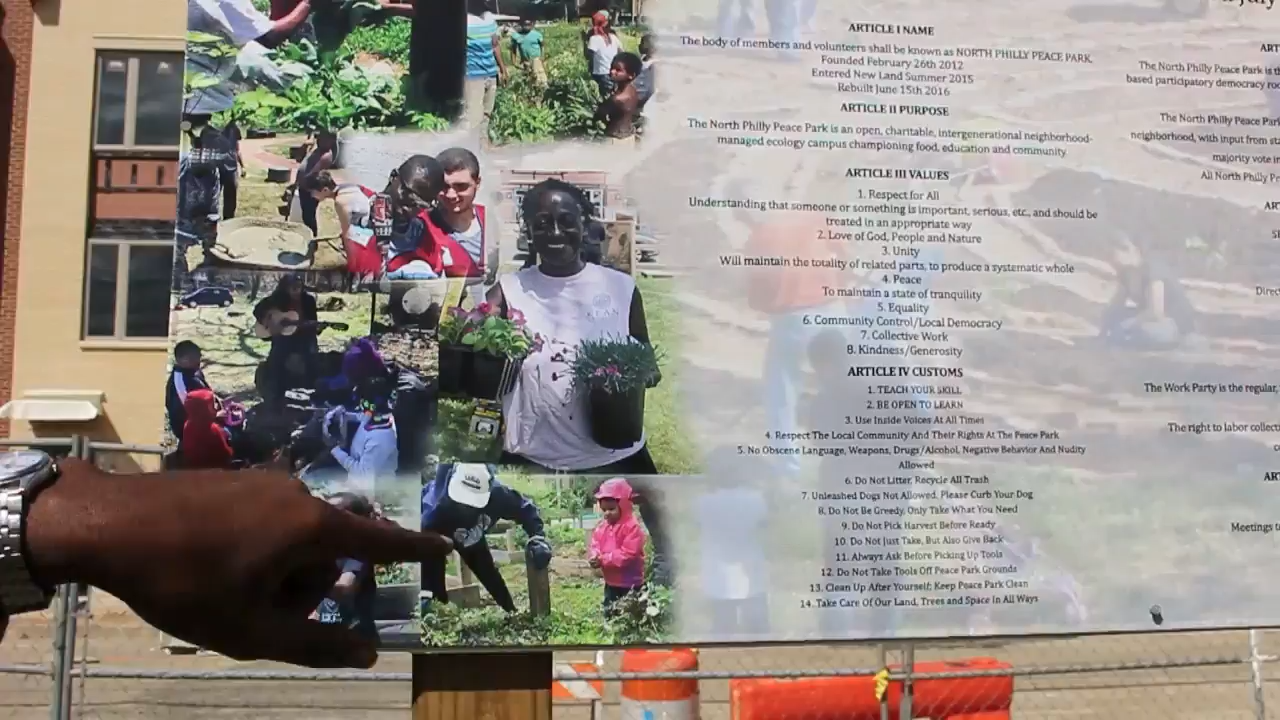 ARTICLE I NAME
The body of members and volunteers shall be known as NORTH PHILLY PEACE PARK.
Founded February 26th 2012
Entered New Land Summer 2015
Rebuilt June 15th 2016
ARTICLE II PURPOSE
The North Philly Peace Park is an open, charitable, intergenerational neighborhood-
managed ecology campus championing food, education and community
ARTICLE III VALUES
1. Respect for All
Understanding that someone or something is important, serious, etc., and should be
treated in an appropriate way
2. Love of God, People and Nature
3. Unity
Will maintain the totality of related parts, to produce a systematic whole
4. Peace
To maintain a state of tranquility
5. Equality
6. Community Control/Local Democracy
7. Collective Work
8. Kindness/Generosity
ARTICLE IV CUSTOMS
1. TEACH YOUR SKILL
2. BE OPEN TO LEARN
3. Use Inside Voices At All Times
4. Respect The Local Community And Their Rights At The Peace Park
5. No Obscene Language, Weapons, Drugs/Alcohol, Negative Behavior And Nudity
Allowed
6. Do Not Litter, Recycle All Trash
7. Unleashed Dogs Not Allowed. Please Curb Your Dog
8. Do Not Be Greedy, Only Take What You Need
9. Do Not Pick Harvest Before Ready
10. Do Not Just Take, But Also Give Back
11. Always Ask Before Picking Up Tools
12. Do Not Take Tools Off Peace Park Grounds
13. Clean Up After Yourself; Keep Peace Park Clean
14. Take Care Of Our Land, Trees and Space In All Ways
The North Philly Peace Park is
based participatory democracy
The North Philly Peace
neighborhood, with input from
majority vote in
All North Philly
The Work Party is the regular,
The right to labor
Meetings